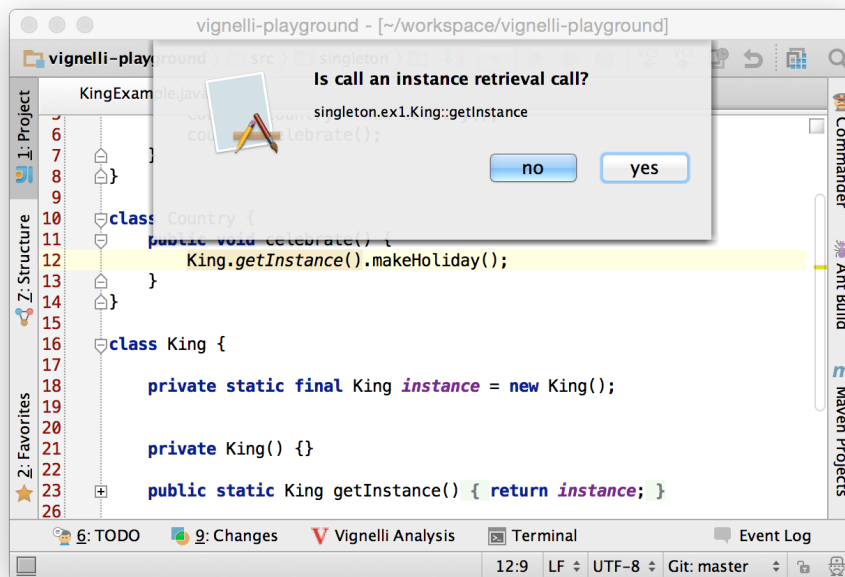 vignelli-playground - [~/workspace/vignelli-playground]
vignelli-playground
src
singleton
Is call an instance retrieval call?
singleton.ex1.King::getInstance
no
yes
1: Project
7: Structure
2: Favorites
KingExample.java
Commander
Ant Build
Maven Projects
5
6 celebrate();
7 }
8 }
9
10 class Country {
11 public void celebrate() {
12 King.getInstance().makeHoliday();
13 }
14 }
15
16 class King {
17
18 private static final King instance = new King();
19
20
21 private King() {}
22
23 public static King getInstance() { return instance; }
26
6: TODO
9: Changes
Vignelli Analysis
Terminal
Event Log
12:9 LF UTF-8 Git: master